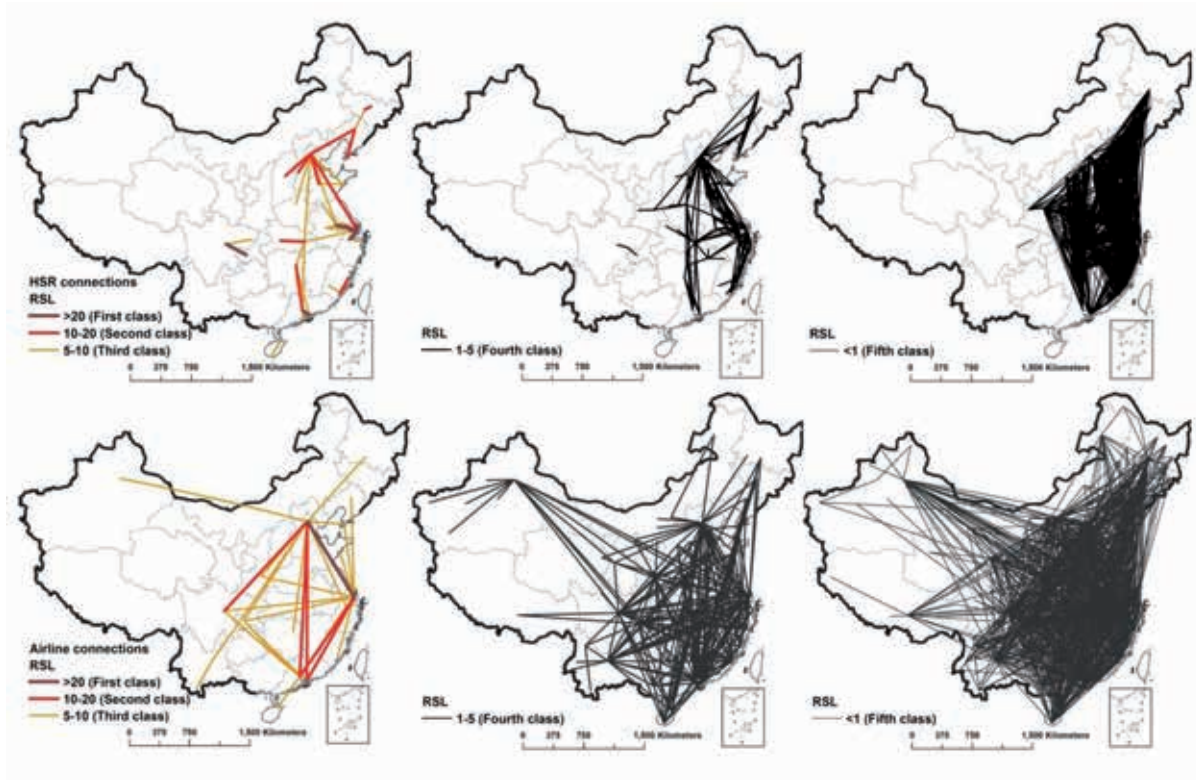 HSR connections
RSL
>20 (First class)
10-20 (Second class)
5-10 (Third class)
0 375 750 1,500 Kilometers
RSL
1-5 (Fourth class)
0 375 750 1,500 Kilometers
RSL
<1 (Fifth class)
0 375 750 1,500 Kilometers
Airline connections
RSL
>20 (First class)
10-20 (Second class)
5-10 (Third class)
0 375 750 1,500 Kilometers
RSL
1-5 (Fourth class)
0 375 750 1,500 Kilometers
RSL
<1 (Fifth class)
0 375 750 1,500 Kilometers